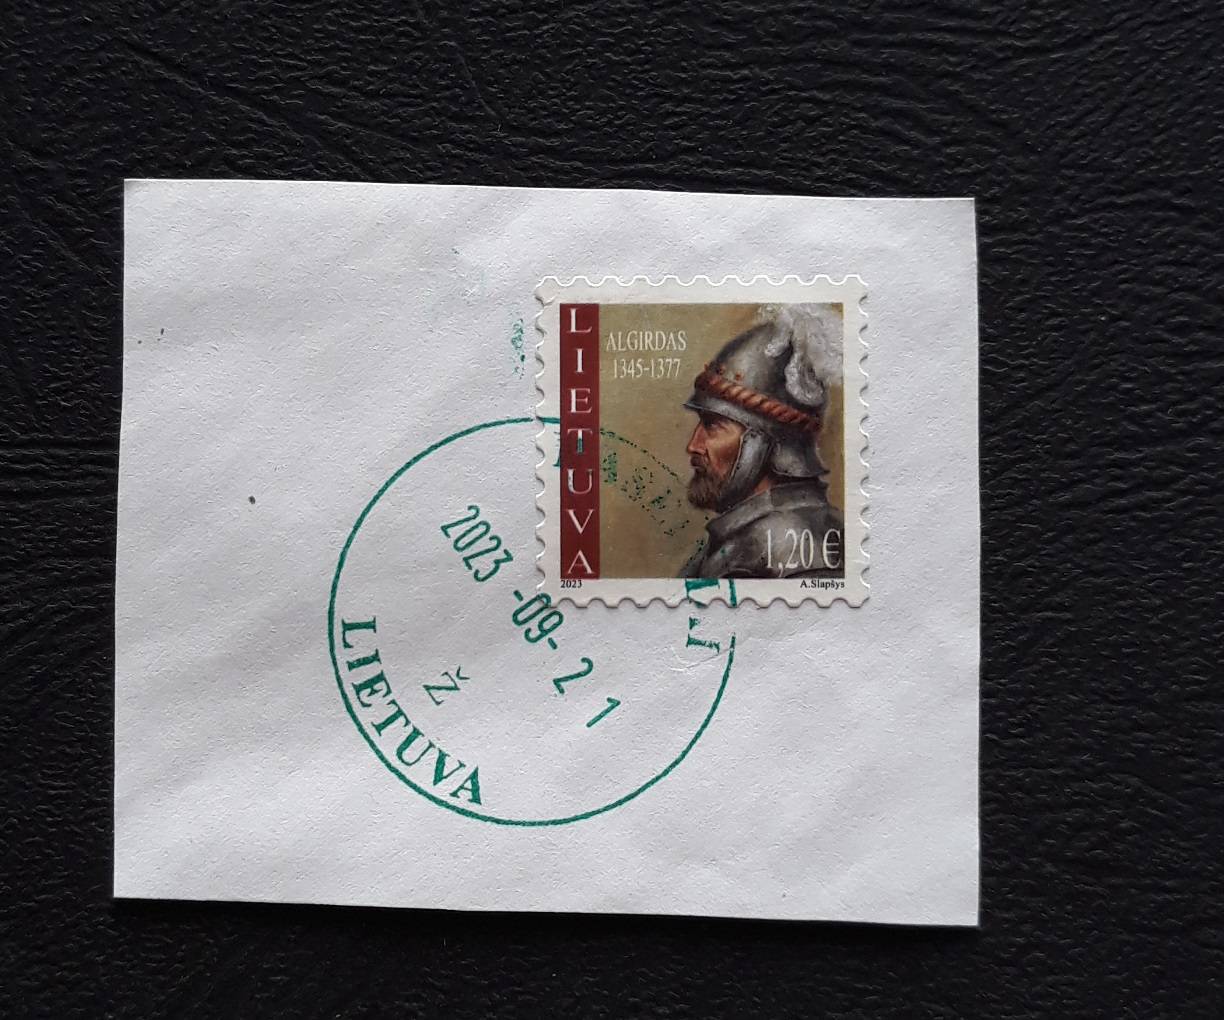 LIETUVA
ALGIRDAS
1345-1377
1,20 €
2023
A.Šlapšys
2023 -09- 2 1
Ž
LIETUVA